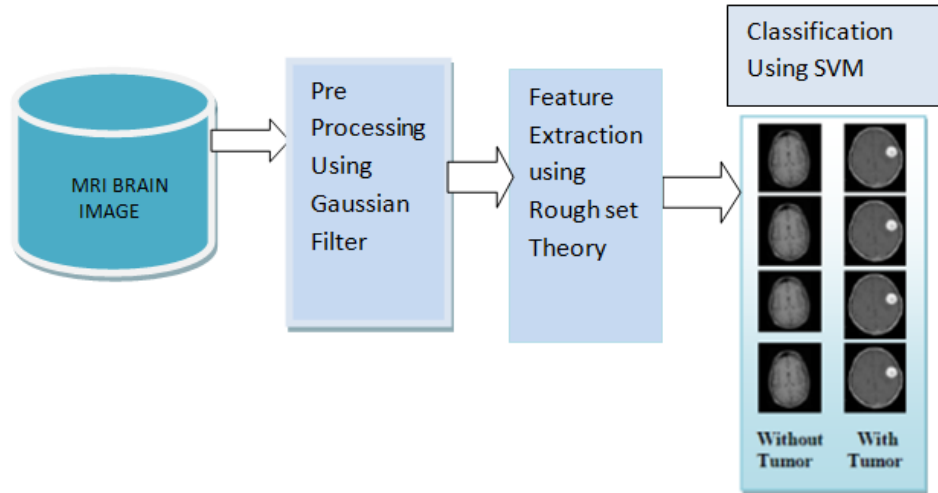 MRI BRAIN
IMAGE
Pre
Processing
Using
Gaussian
Filter
Feature
Extraction
using
Rough set
Theory
Classification
Using SVM
Without
Tumor
With
Tumor